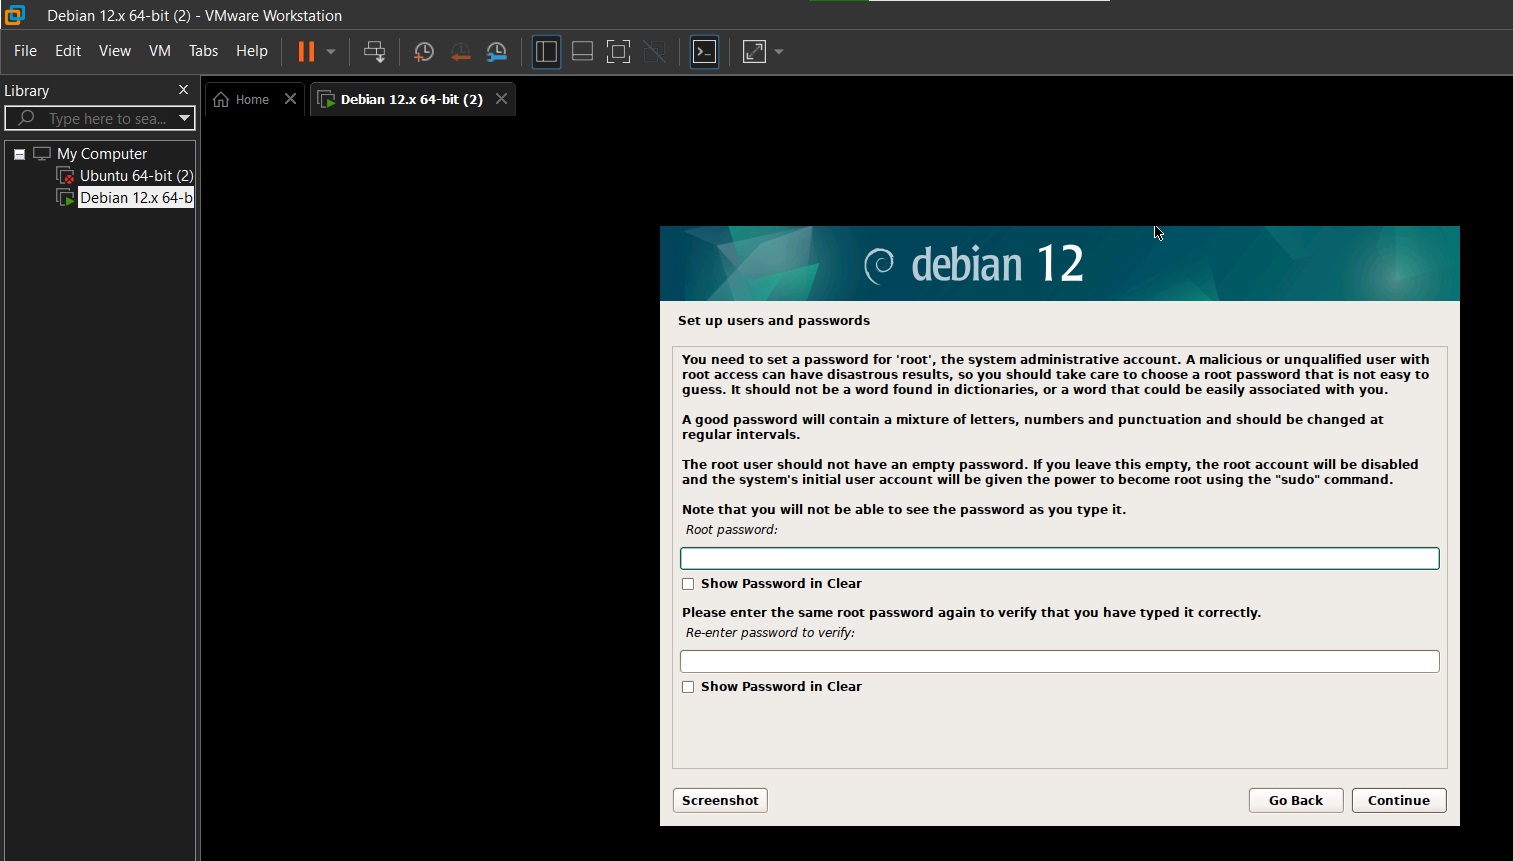 Debian 12.x 64-bit (2) - VMware Workstation
File Edit View VM Tabs Help
Library
Type here to sea...
Home
Debian 12.x 64-bit (2)
My Computer
Ubuntu 64-bit (2)
Debian 12.x 64-b
debian 12
Set up users and passwords
You need to set a password for 'root', the system administrative account. A malicious or unqualified user with
root access can have disastrous results, so you should take care to choose a root password that is not easy to
guess. It should not be a word found in dictionaries, or a word that could be easily associated with you.
A good password will contain a mixture of letters, numbers and punctuation and should be changed at
regular intervals.
The root user should not have an empty password. If you leave this empty, the root account will be disabled
and the system's initial user account will be given the power to become root using the "sudo" command.
Note that you will not be able to see the password as you type it.
Root password:
Show Password in Clear
Please enter the same root password again to verify that you have typed it correctly.
Re-enter password to verify:
Show Password in Clear
Screenshot
Go Back
Continue